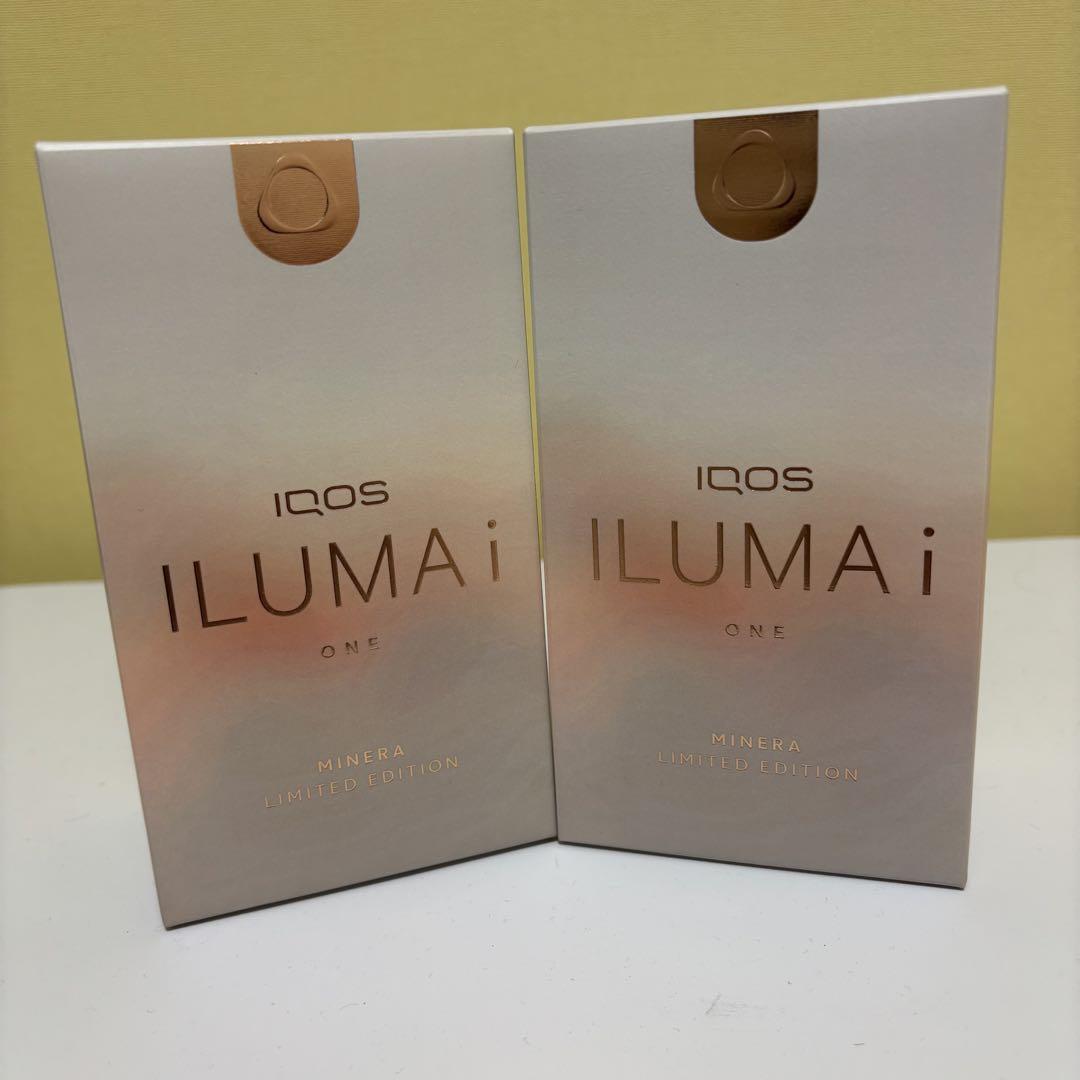 IQOS
ILUMA i
ONE
MINERA
LIMITED EDITION
IQOS
ILUMA i
ONE
MINERA
LIMITED EDITION